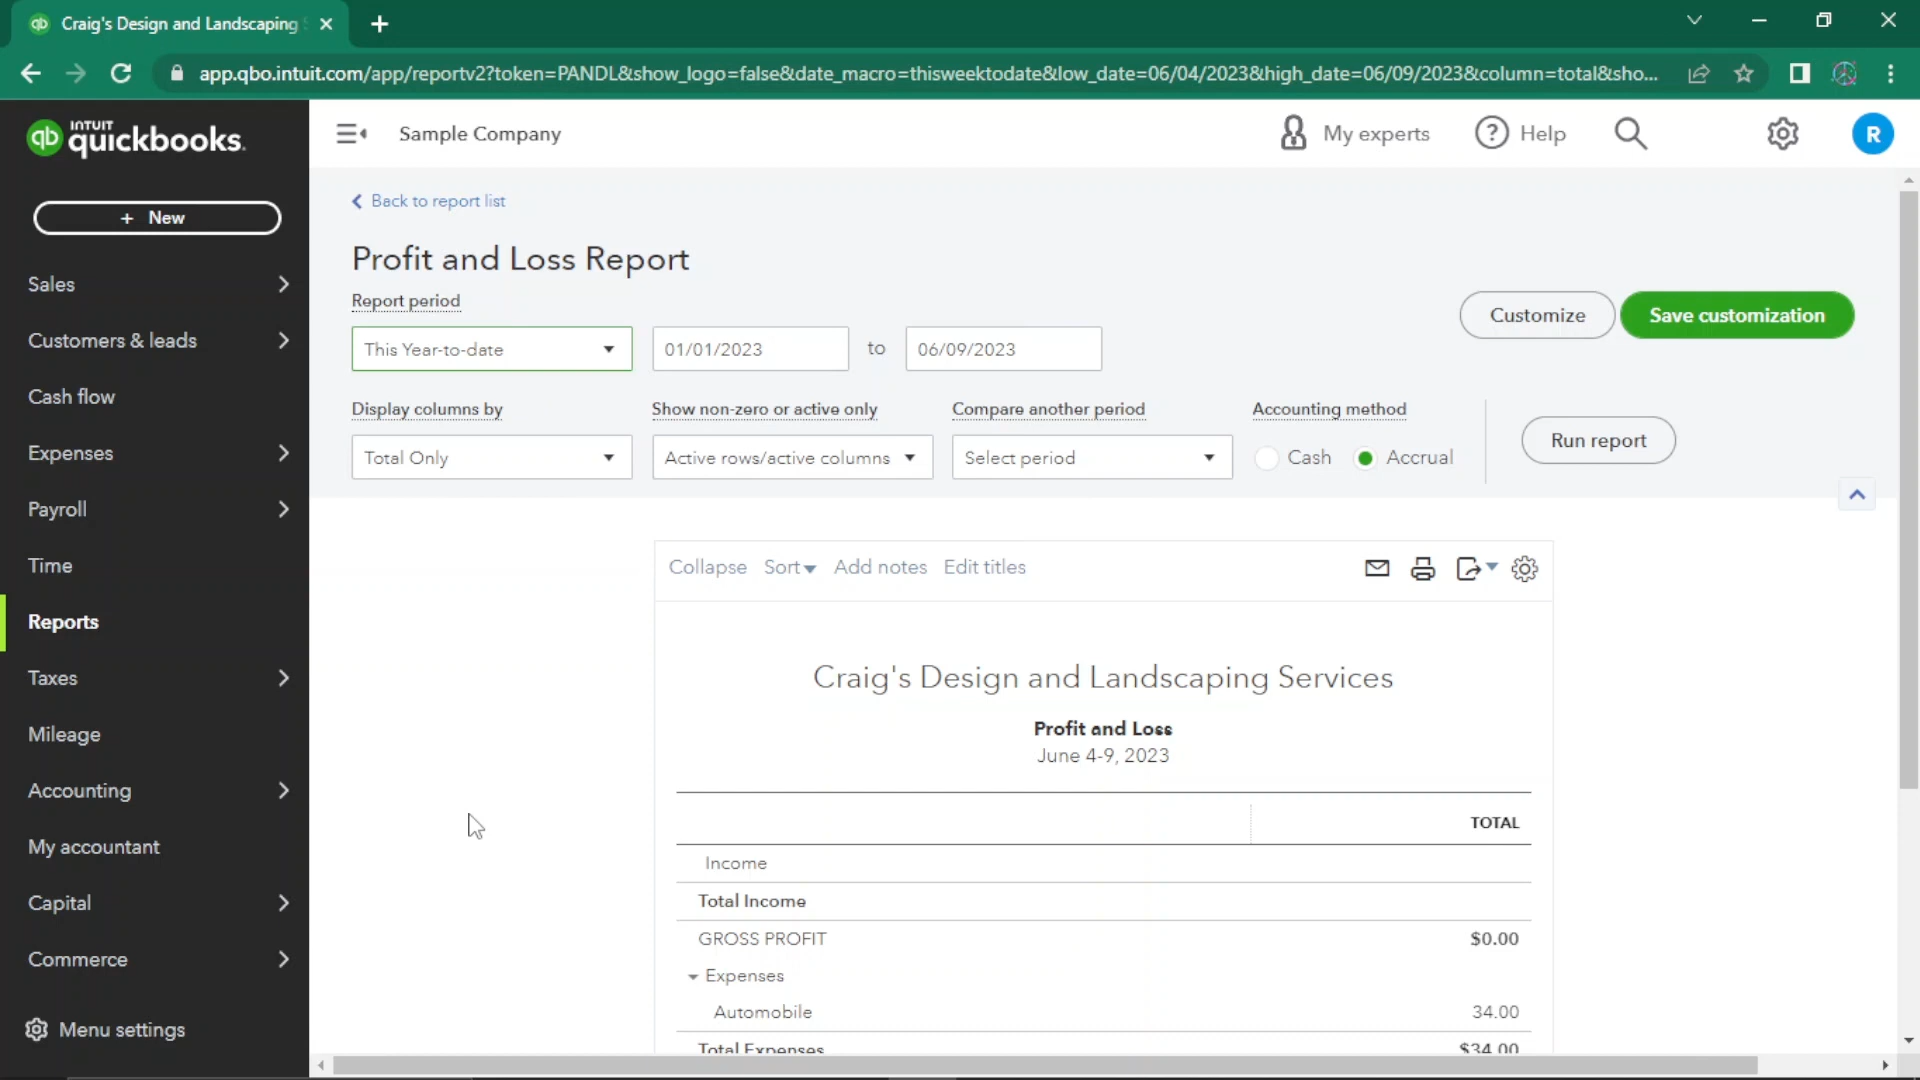 Craig's Design and Landscaping
app.qbo.intuit.com/app/reportv2?token=PANDL&show_logo=false&date_macro=thisweektodate&low_date=06/04/2023&high_date=06/09/2023&column=total&sho...
qb INTUIT quickbooks.
Sample Company
My experts
? Help
R
+ New
Sales
Customers & leads
Cash flow
Expenses
Payroll
Time
Reports
Taxes
Mileage
Accounting
My accountant
Capital
Commerce
Menu settings
Back to report list
Profit and Loss Report
Report period
This Year-to-date 01/01/2023 to 06/09/2023
Customize
Save customization
Display columns by
Total Only
Show non-zero or active only
Active rows/active columns
Compare another period
Select period
Accounting method
Cash Accrual
Run report
Collapse Sort Add notes Edit titles
Craig's Design and Landscaping Services
Profit and Loss
June 4-9, 2023
TOTAL
Income
Total Income
GROSS PROFIT $0.00
Expenses
Automobile 34.00
Total Expenses $34.00